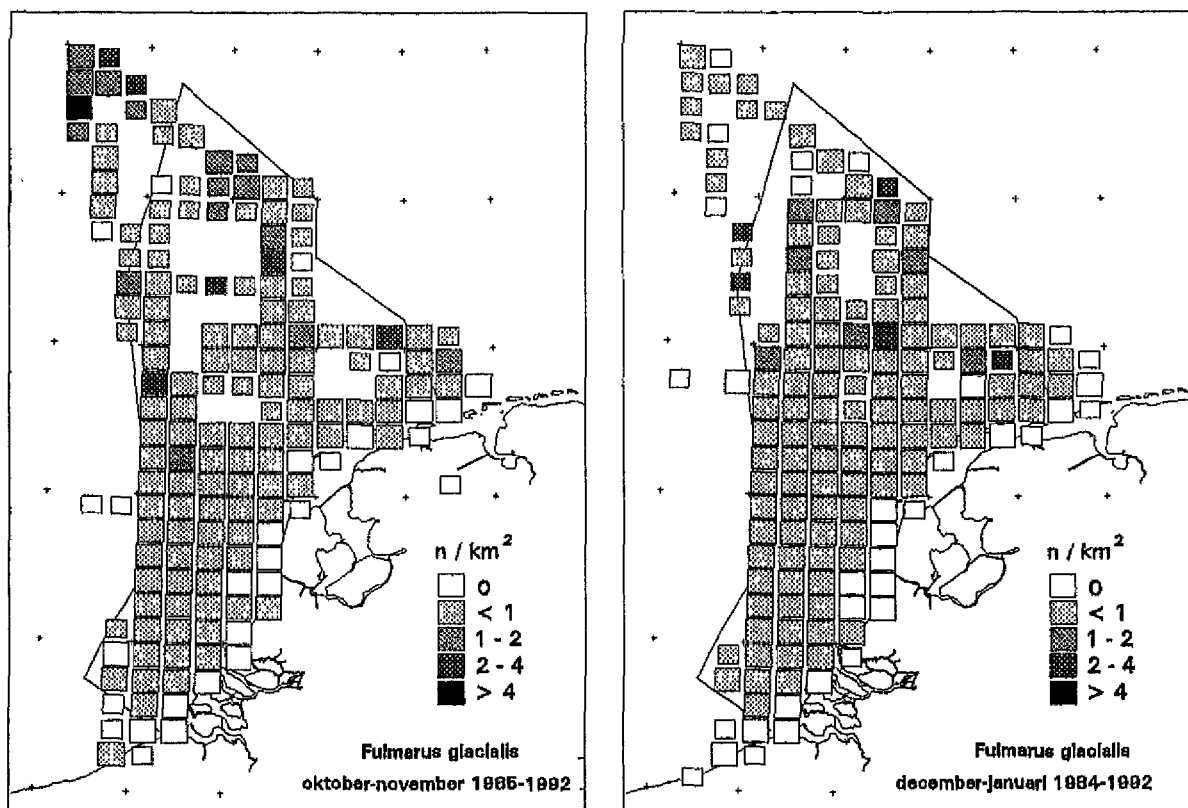 n / km²
0
< 1
1 - 2
2 - 4
> 4
Fulmarus glacialis
oktober-november 1985-1992
n / km²
0
< 1
1 - 2
2 - 4
> 4
Fulmarus glacialis
december-januari 1984-1992